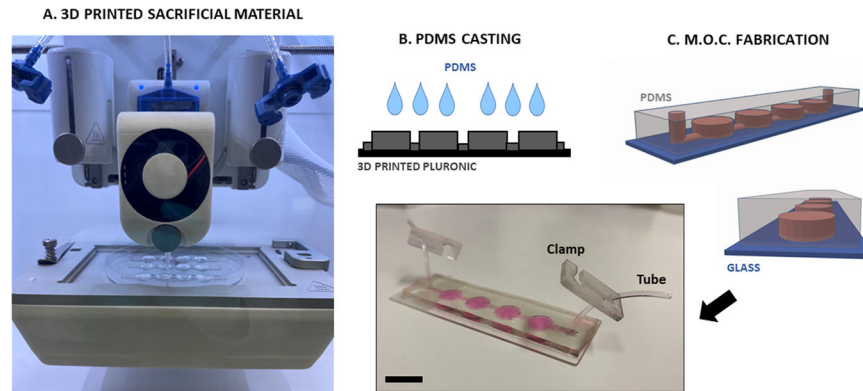 A. 3D PRINTED SACRIFICIAL MATERIAL
B. PDMS CASTING
PDMS
3D PRINTED PLURONIC
C. M.O.C. FABRICATION
PDMS
GLASS
Clamp
Tube